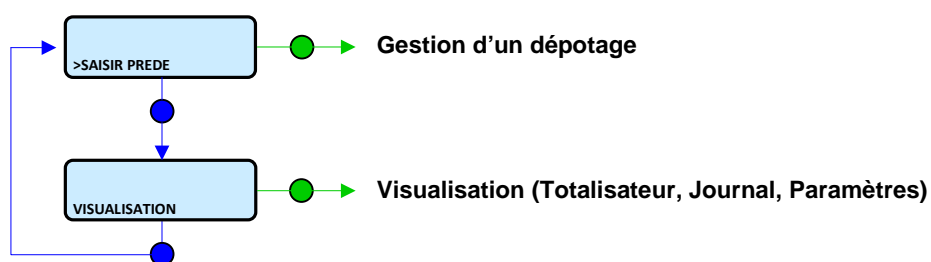 Gestion d’un dépotage
>SAISIR PREDE
Visualisation (Totalisateur, Journal, Paramètres)
VISUALISATION